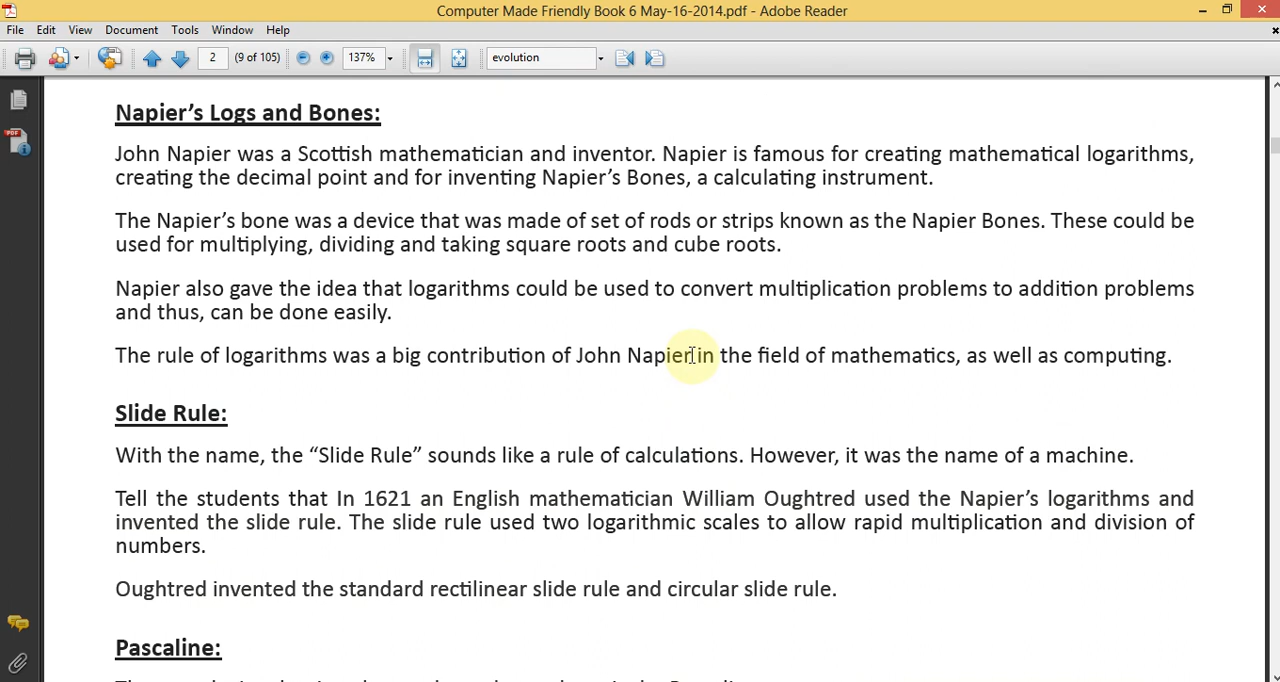 Computer Made Friendly Book 6 May-16-2014.pdf - Adobe Reader
File Edit View Document Tools Window Help
2 (9 of 105) 137% evolution
Napier's Logs and Bones:
John Napier was a Scottish mathematician and inventor. Napier is famous for creating mathematical logarithms,
creating the decimal point and for inventing Napier's Bones, a calculating instrument.
The Napier's bone was a device that was made of set of rods or strips known as the Napier Bones. These could be
used for multiplying, dividing and taking square roots and cube roots.
Napier also gave the idea that logarithms could be used to convert multiplication problems to addition problems
and thus, can be done easily.
The rule of logarithms was a big contribution of John Napier in the field of mathematics, as well as computing.
Slide Rule:
With the name, the “Slide Rule” sounds like a rule of calculations. However, it was the name of a machine.
Tell the students that In 1621 an English mathematician William Oughtred used the Napier's logarithms and
invented the slide rule. The slide rule used two logarithmic scales to allow rapid multiplication and division of
numbers.
Oughtred invented the standard rectilinear slide rule and circular slide rule.
Pascaline: